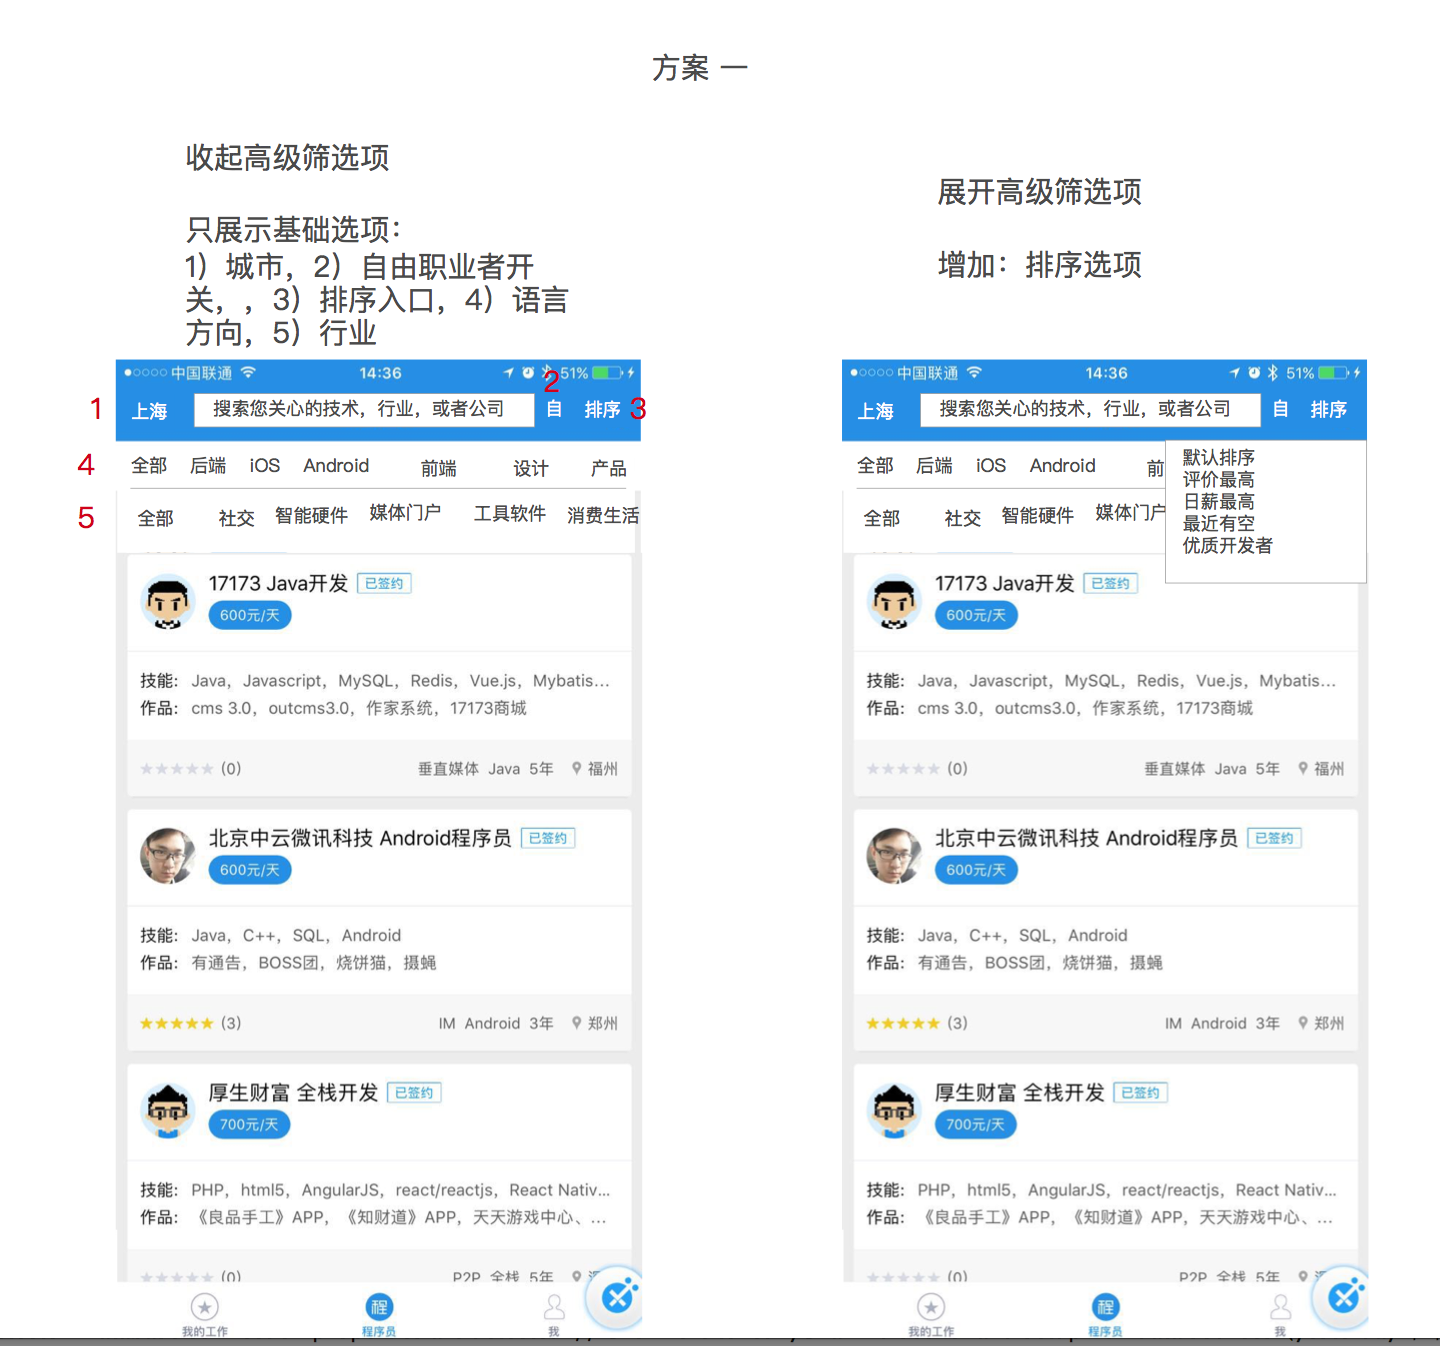 方案 一
收起高级筛选项
只展示基础选项：
1）城市，2）自由职业者开
关，，3）排序入口，4）语言
方向，5）行业
展开高级筛选项
增加：排序选项
中国联通 14:36 51%
2
1 上海 搜索您关心的技术，行业，或者公司 自 排序 3
4 全部 后端 iOS Android 前端 设计 产品
5 全部 社交 智能硬件 媒体门户 工具软件 消费生活
17173 Java开发 已签约
600元/天
技能： Java，Javascript，MySQL，Redis，Vue.js，Mybatis...
作品： cms 3.0，outcms3.0，作家系统，17173商城
(0) 垂直媒体 Java 5年 福州
北京中云微讯科技 Android程序员 已签约
600元/天
技能： Java，C++，SQL，Android
作品： 有通告，BOSS团，烧饼猫，摄蝇
(3) IM Android 3年 郑州
厚生财富 全栈开发 已签约
700元/天
技能： PHP，html5，AngularJS，react/reactjs，React Nativ...
作品： 《良品手工》APP，《知财道》APP，天天游戏中心、...
(0) P2P 全栈 5年
程
我的工作 程序员 我
中国联通 14:36 51%
上海 搜索您关心的技术，行业，或者公司 自 排序
全部 后端 iOS Android 前
全部 社交 智能硬件 媒体门户
默认排序
评价最高
日薪最高
最近有空
优质开发者
17173 Java开发 已签约
600元/天
技能： Java，Javascript，MySQL，Redis，Vue.js，Mybatis...
作品： cms 3.0，outcms3.0，作家系统，17173商城
(0) 垂直媒体 Java 5年 福州
北京中云微讯科技 Android程序员 已签约
600元/天
技能： Java，C++，SQL，Android
作品： 有通告，BOSS团，烧饼猫，摄蝇
(3) IM Android 3年 郑州
厚生财富 全栈开发 已签约
700元/天
技能： PHP，html5，AngularJS，react/reactjs，React Nativ...
作品： 《良品手工》APP，《知财道》APP，天天游戏中心、...
(0) P2P 全栈 5年
程
我的工作 程序员 我